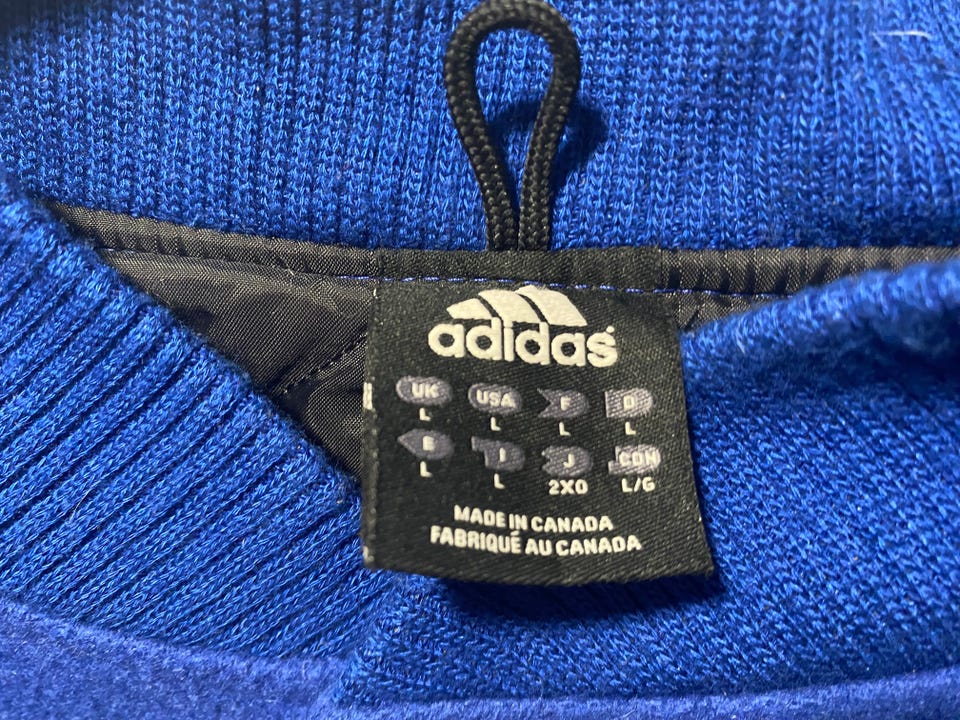 adidas®
UK USA F D
L L L L
E I J CDN
L L 2XO L/G
MADE IN CANADA
FABRIQUÉ AU CANADA